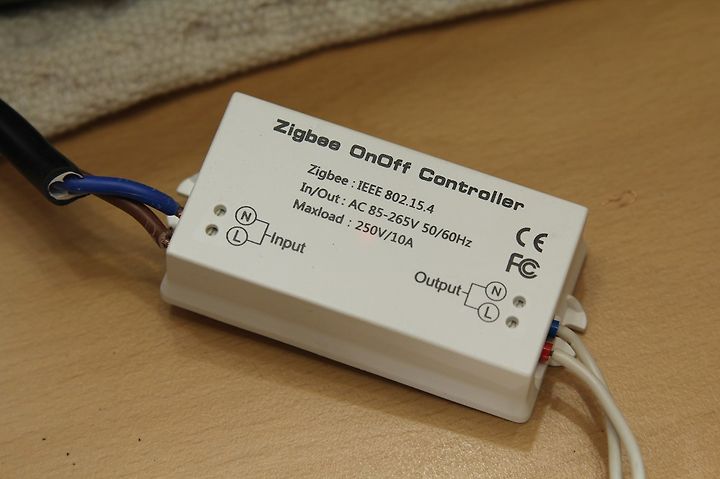 Zigbee OnOff Controller
Zigbee : IEEE 802.15.4
In/Out : AC 85-265V 50/60Hz
Maxload : 250V/10A
CE
FC
N
L
Input
Output
N
L